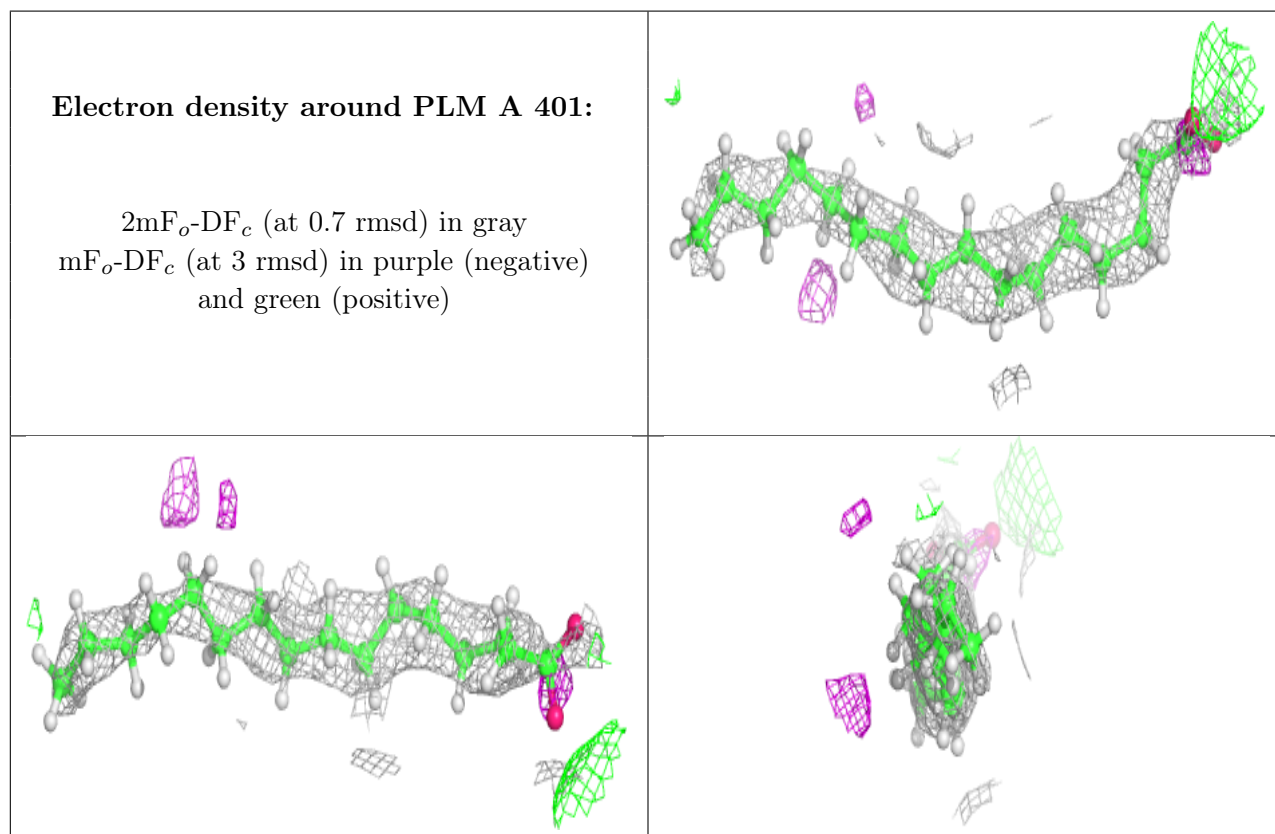 Electron density around PLM A 401:
2mFo-DFc (at 0.7 rmsd) in gray
mFo-DFc (at 3 rmsd) in purple (negative)
and green (positive)